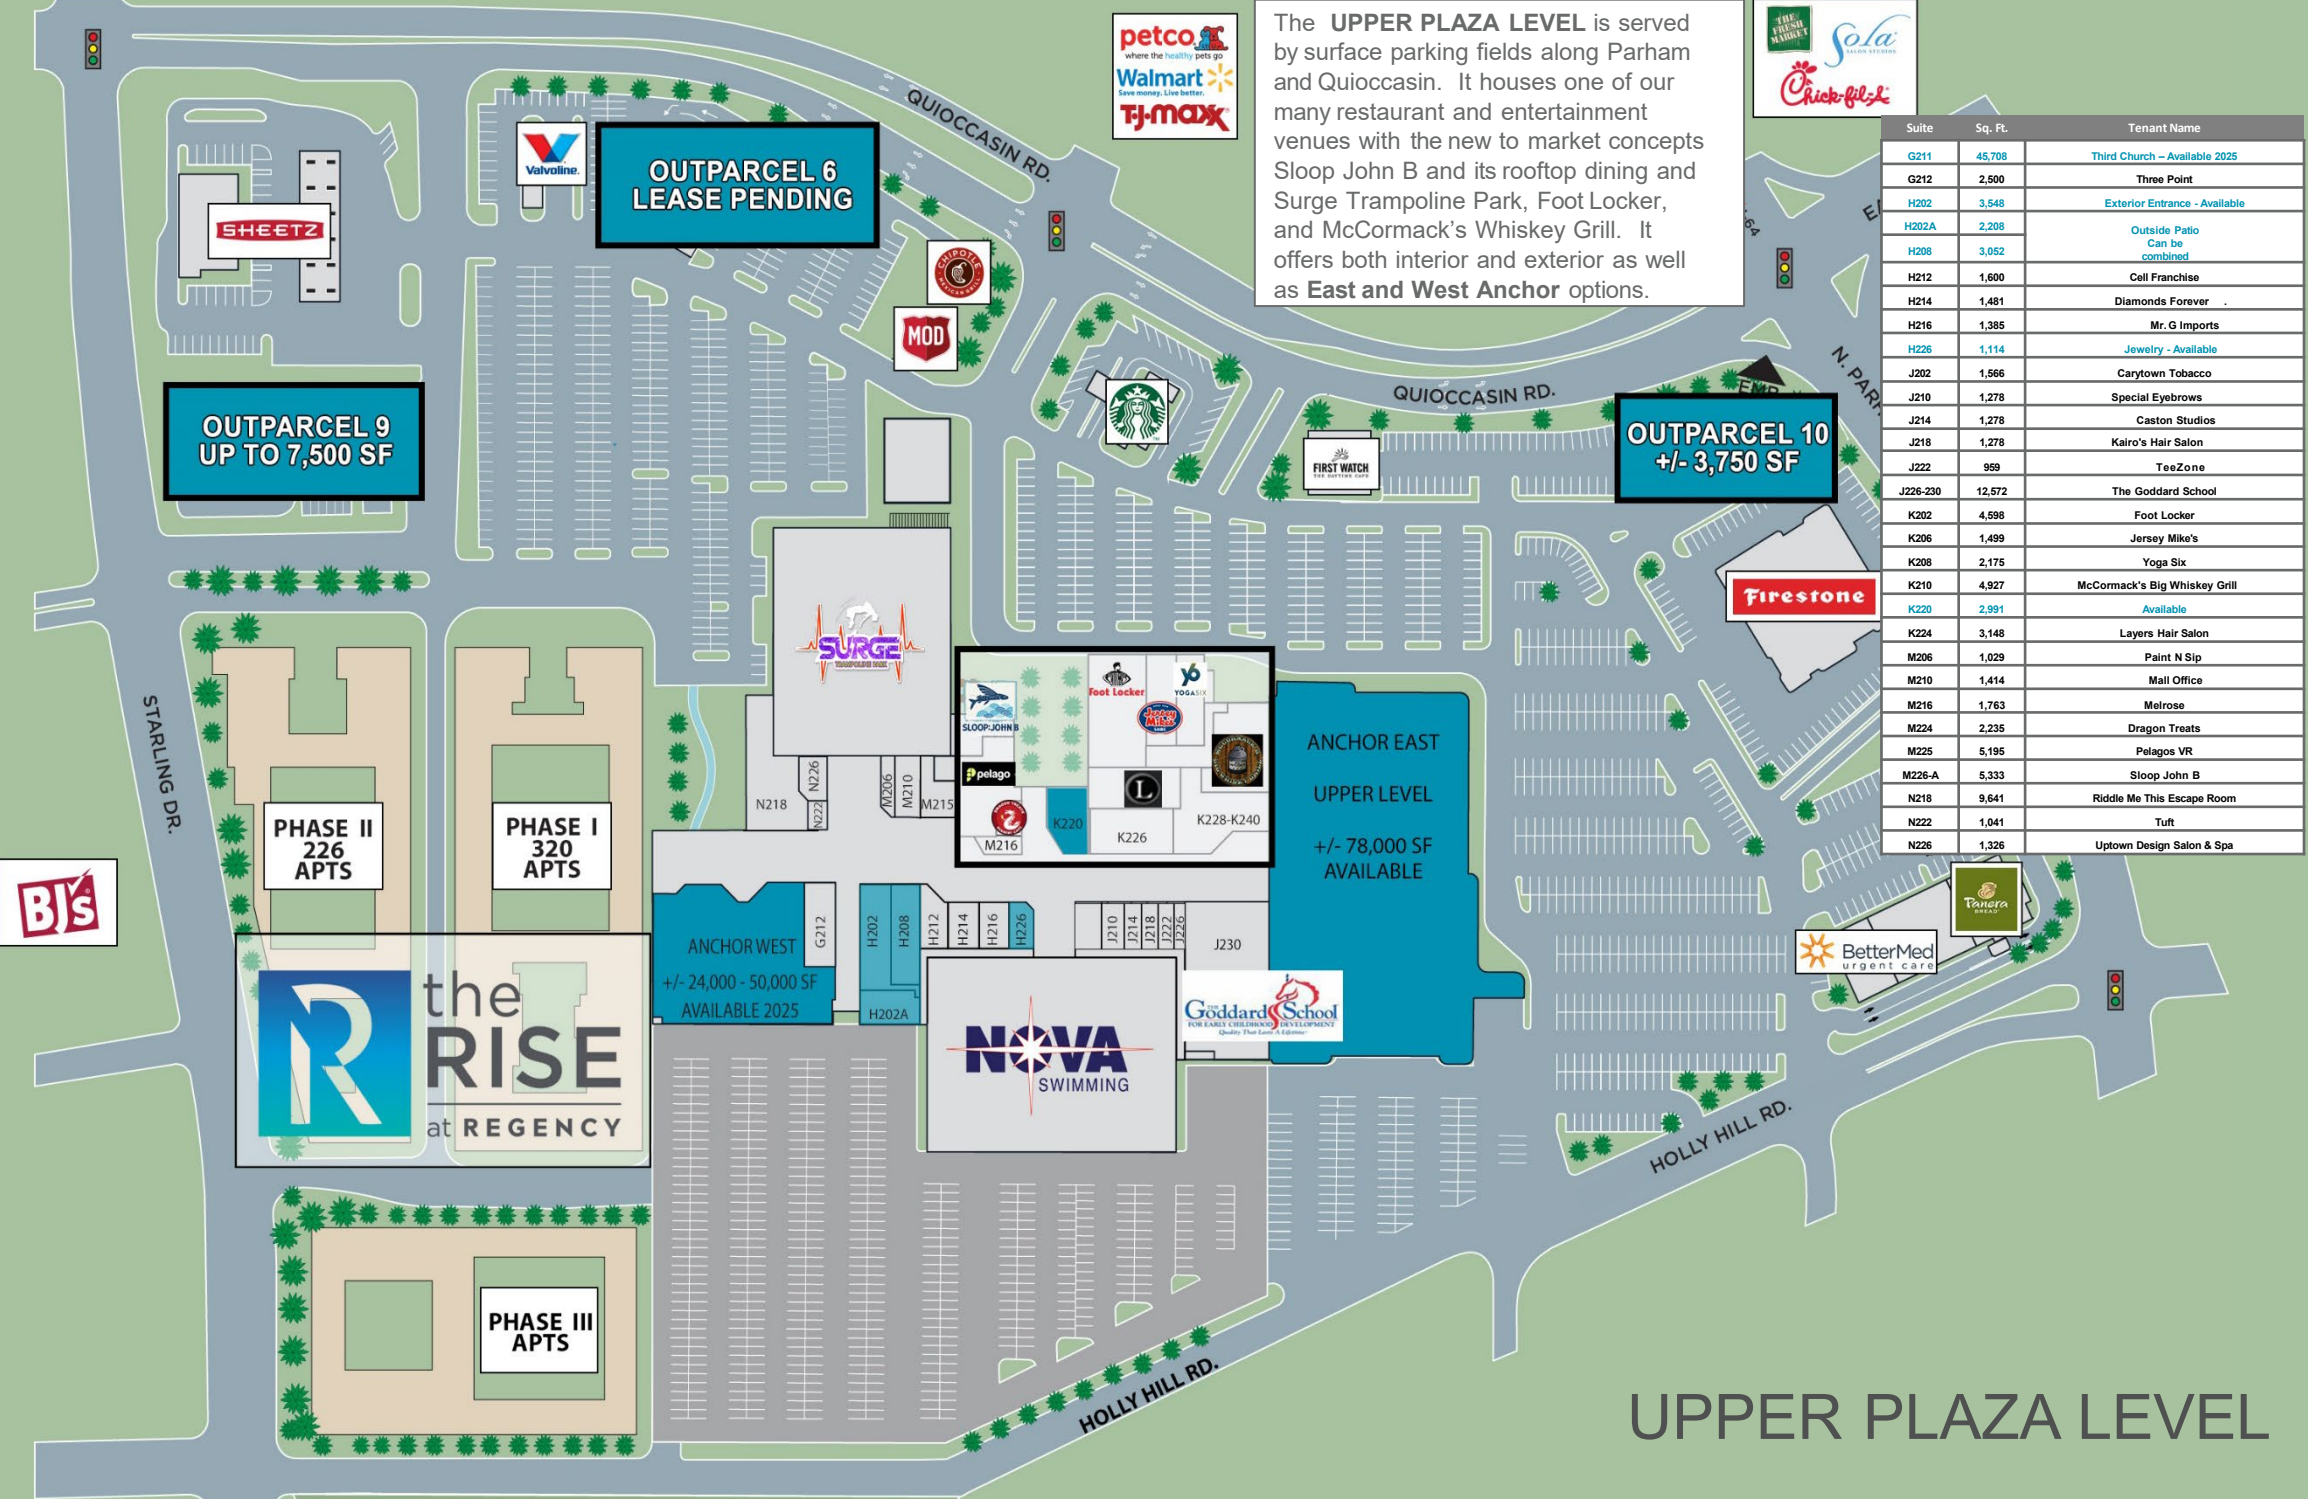 petco
where the healthy pets go
Walmart
Save money. Live better.
T.J.maxx
The UPPER PLAZA LEVEL is served
by surface parking fields along Parham
and Quioccasin. It houses one of our
many restaurant and entertainment
venues with the new to market concepts
Sloop John B and its rooftop dining and
Surge Trampoline Park, Foot Locker,
and McCormack's Whiskey Grill. It
offers both interior and exterior as well
as East and West Anchor options.
THE
FRESH
MARKET
Sola
SALON STUDIOS
Chick-fil-A
Suite Sq. Ft. Tenant Name
G211 45,708 Third Church – Available 2025
G212 2,500 Three Point
H202 3,548 Exterior Entrance - Available
H202A 2,208 Outside Patio
Can be
H208 3,052 combined
H212 1,600 Cell Franchise
H214 1,481 Diamonds Forever .
H216 1,385 Mr. G Imports
H226 1,114 Jewelry - Available
J202 1,566 Carytown Tobacco
J210 1,278 Special Eyebrows
J214 1,278 Caston Studios
J218 1,278 Kairo's Hair Salon
J222 959 TeeZone
J226-230 12,572 The Goddard School
K202 4,598 Foot Locker
K206 1,499 Jersey Mike's
K208 2,175 Yoga Six
K210 4,927 McCormack's Big Whiskey Grill
K220 2,991 Available
K224 3,148 Layers Hair Salon
M206 1,029 Paint N Sip
M210 1,414 Mall Office
M216 1,763 Melrose
M224 2,235 Dragon Treats
M225 5,195 Pelagos VR
M226-A 5,333 Sloop John B
N218 9,641 Riddle Me This Escape Room
N222 1,041 Tuft
N226 1,326 Uptown Design Salon & Spa
QUIOCCASIN RD.
Valvoline.
OUTPARCEL 6
LEASE PENDING
SHEETZ
CHIPOTLE
MEXICAN GRILL
MOD
-64
N. PAR
QUIOCCASIN RD.
OUTPARCEL 9
UP TO 7,500 SF
FIRST WATCH
THE DAYTIME CAFE
OUTPARCEL 10
+/- 3,750 SF
Firestone
SURGE
TRAMPOLINE PARK
Foot Locker
YOGASIX
SLOOP JOHN B
Jersey
Mike's
SUBS
pelago
L
STARLING DR.
ANCHOR EAST
UPPER LEVEL
+/- 78,000 SF
AVAILABLE
N218
N226
N222
M206
M210
M215
M216
K220
K226
K228-K240
PHASE II
226
APTS
PHASE I
320
APTS
BJ's
ANCHOR WEST
+/- 24,000 - 50,000 SF
AVAILABLE 2025
G212
H202
H208
H202A
H212
H214
H216
H226
J210
J214
J218
J222
J226
J230
Panera
BREAD
BetterMed
urgent care
the
RISE
at REGENCY
NOVA
SWIMMING
THE
Goddard School
FOR EARLY CHILDHOOD DEVELOPMENT
HOLLY HILL RD.
PHASE III
APTS
HOLLY HILL RD.
UPPER PLAZA LEVEL